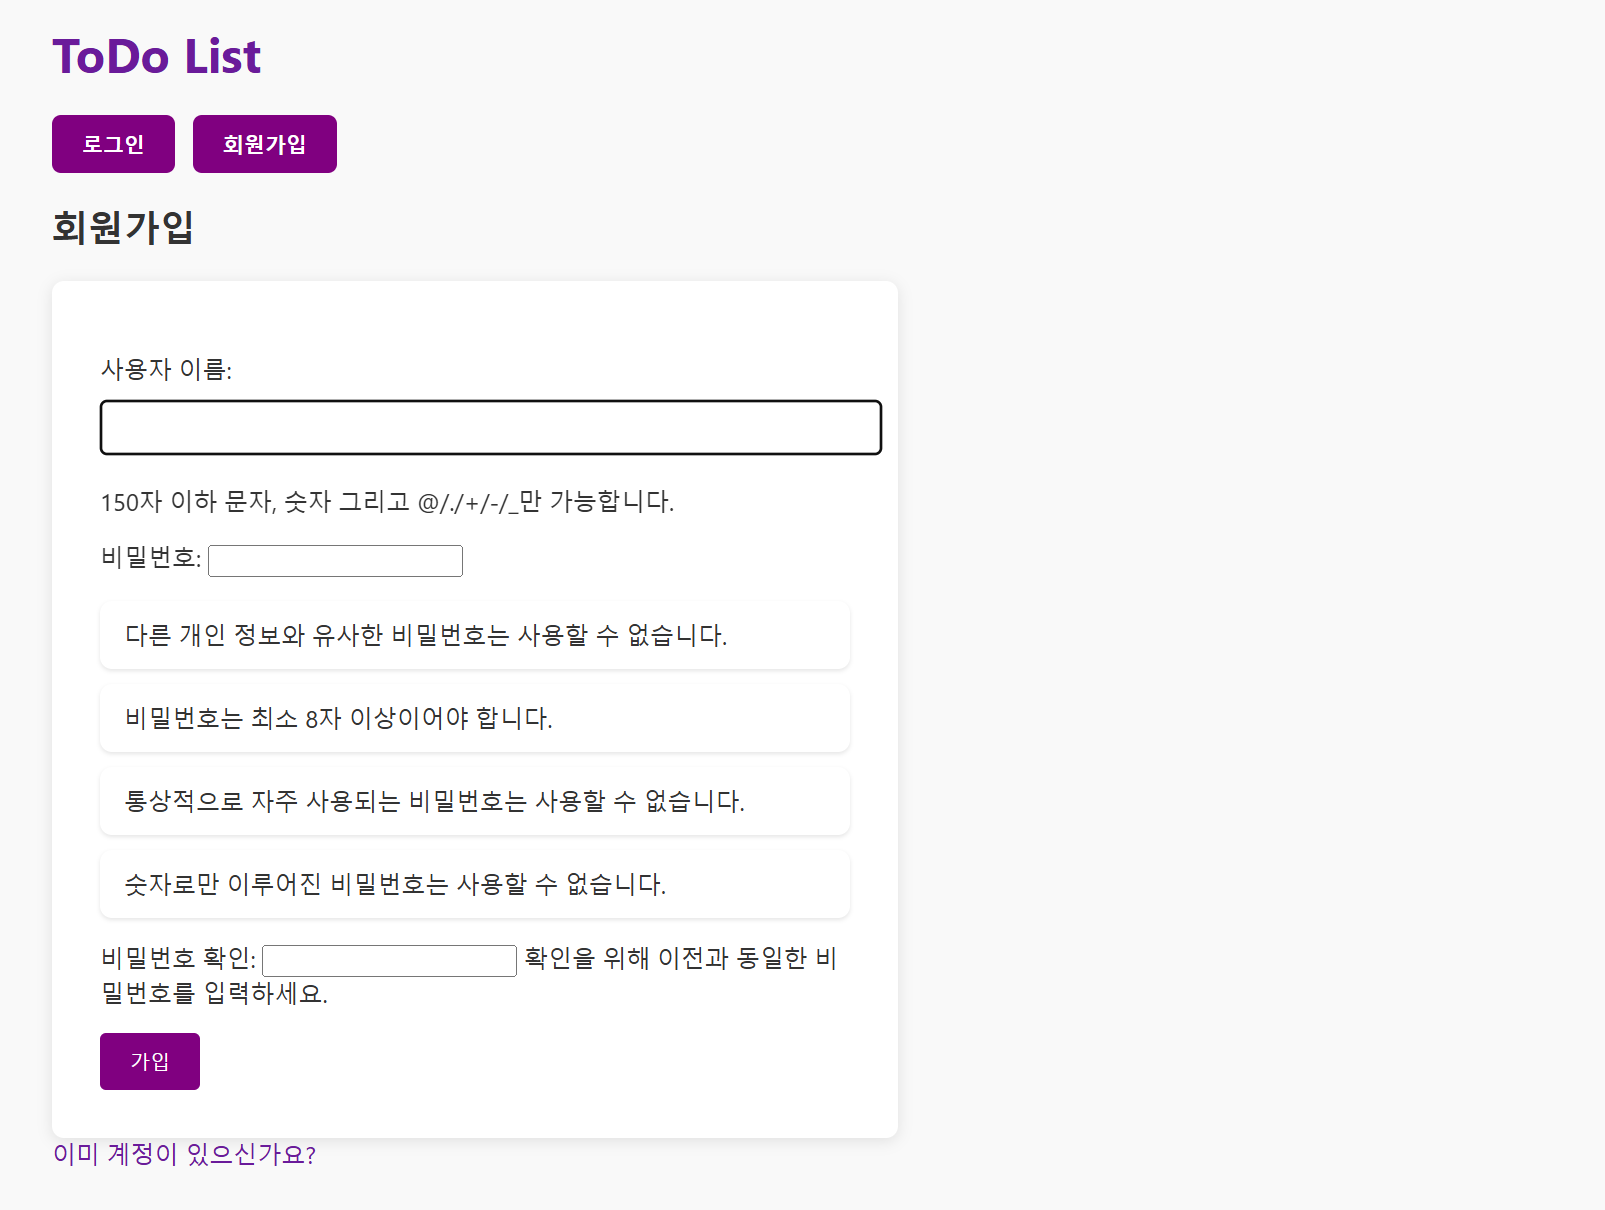 ToDo List
로그인 회원가입
회원가입
사용자 이름:
150자 이하 문자, 숫자 그리고 @/./+/-/_만 가능합니다.
비밀번호:
다른 개인 정보와 유사한 비밀번호는 사용할 수 없습니다.
비밀번호는 최소 8자 이상이어야 합니다.
통상적으로 자주 사용되는 비밀번호는 사용할 수 없습니다.
숫자로만 이루어진 비밀번호는 사용할 수 없습니다.
비밀번호 확인: 확인을 위해 이전과 동일한 비
밀번호를 입력하세요.
가입
이미 계정이 있으신가요?